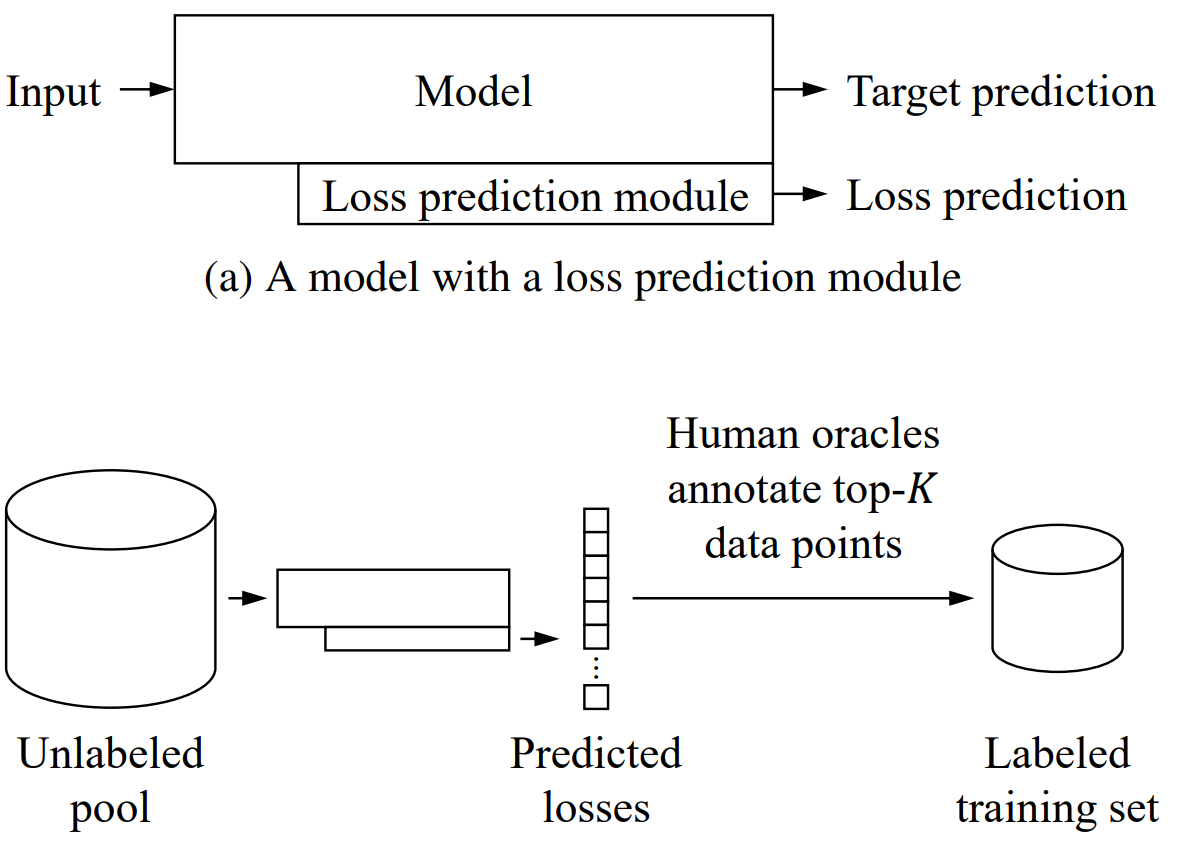 Input
Model
Target prediction
Loss prediction module
Loss prediction
(a) A model with a loss prediction module
Human oracles
annotate top-K
data points
Unlabeled
pool
Predicted
losses
Labeled
training set